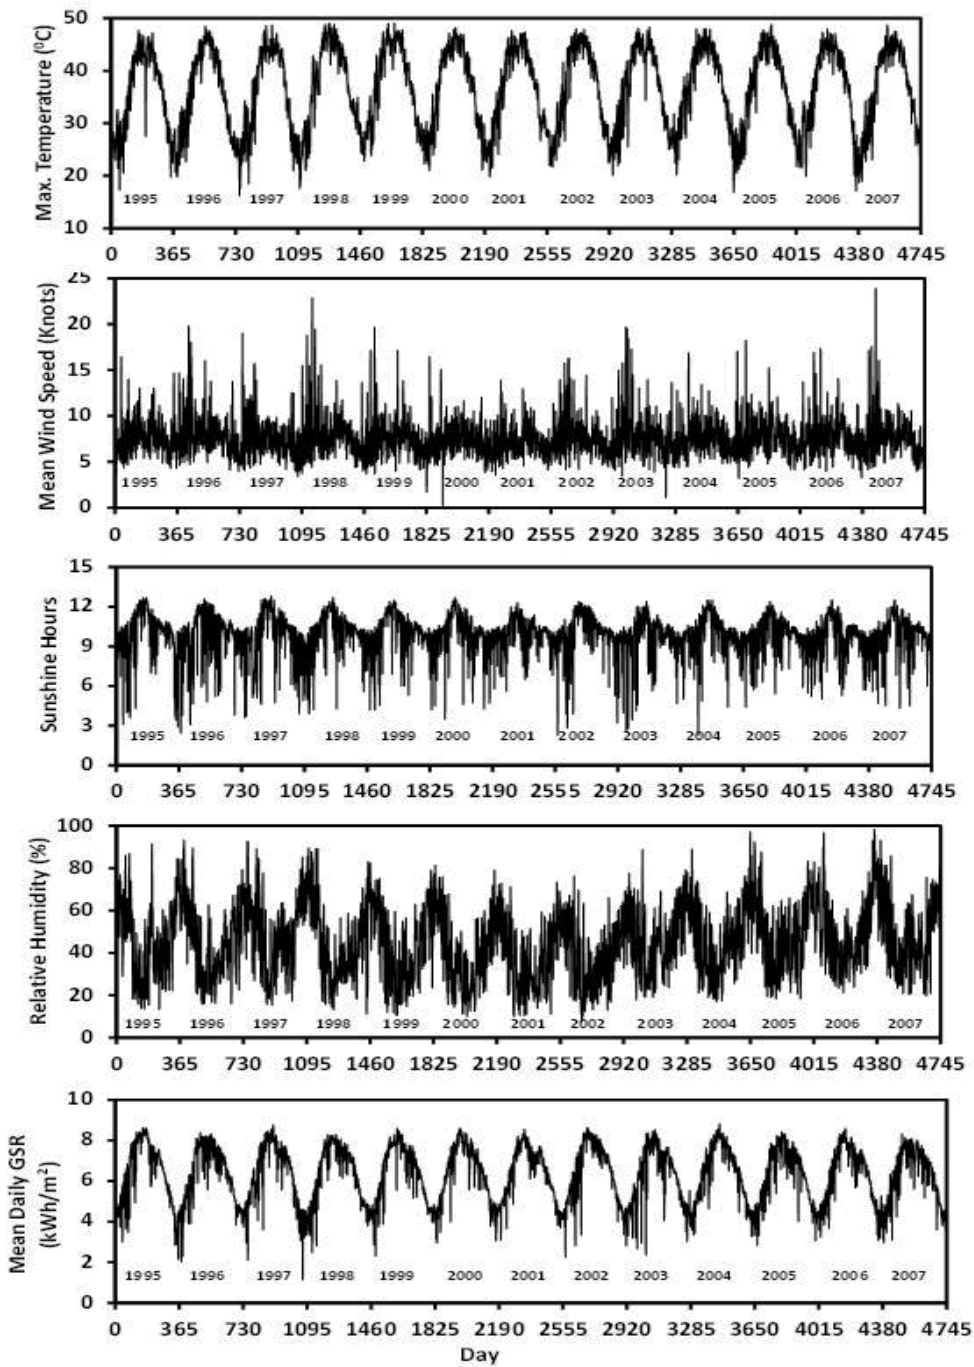 Max. Temperature (⁰C)
50
40
30
20
10
1995 1996 1997 1998 1999 2000 2001 2002 2003 2004 2005 2006 2007
0 365 730 1095 1460 1825 2190 2555 2920 3285 3650 4015 4380 4745
Mean Wind Speed (Knots)
25
20
15
10
5
0
1995 1996 1997 1998 1999 2000 2001 2002 2003 2004 2005 2006 2007
0 365 730 1095 1460 1825 2190 2555 2920 3285 3650 4015 4380 4745
Sunshine Hours
15
12
9
6
3
0
1995 1996 1997 1998 1999 2000 2001 2002 2003 2004 2005 2006 2007
0 365 730 1095 1460 1825 2190 2555 2920 3285 3650 4015 4380 4745
Relative Humidity (%)
100
80
60
40
20
0
1995 1996 1997 1998 1999 2000 2001 2002 2003 2004 2005 2006 2007
0 365 730 1095 1460 1825 2190 2555 2920 3285 3650 4015 4380 4745
Mean Daily GSR
(kWh/m²)
10
8
6
4
2
0
1995 1996 1997 1998 1999 2000 2001 2002 2003 2004 2005 2006 2007
0 365 730 1095 1460 1825 2190 2555 2920 3285 3650 4015 4380 4745
Day